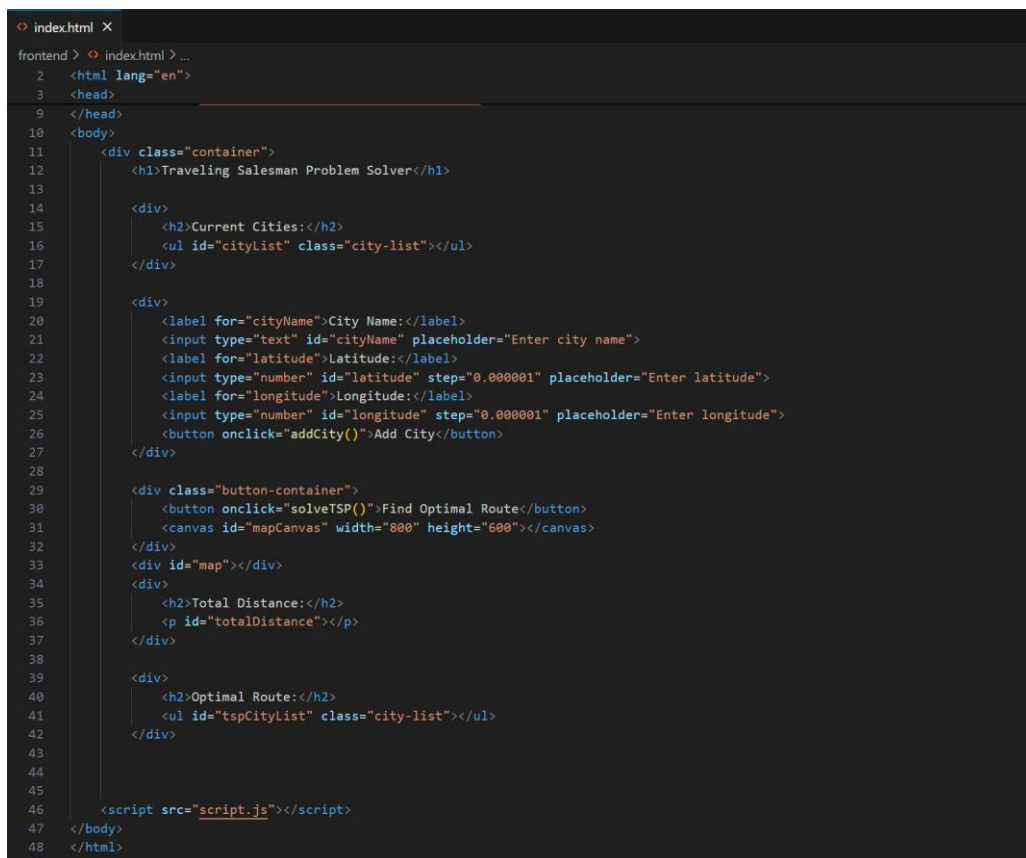 index.html X
frontend > index.html > ...
2 <html lang="en">
3 <head>
9 </head>
10 <body>
11 <div class="container">
12 <h1>Traveling Salesman Problem Solver</h1>
13
14 <div>
15 <h2>Current Cities:</h2>
16 <ul id="cityList" class="city-list"></ul>
17 </div>
18
19 <div>
20 <label for="cityName">City Name:</label>
21 <input type="text" id="cityName" placeholder="Enter city name">
22 <label for="latitude">Latitude:</label>
23 <input type="number" id="latitude" step="0.000001" placeholder="Enter latitude">
24 <label for="longitude">Longitude:</label>
25 <input type="number" id="longitude" step="0.000001" placeholder="Enter longitude">
26 <button onclick="addCity()">Add City</button>
27 </div>
28
29 <div class="button-container">
30 <button onclick="solveTSP()">Find Optimal Route</button>
31 <canvas id="mapCanvas" width="800" height="600"></canvas>
32 </div>
33 <div id="map"></div>
34 <div>
35 <h2>Total Distance:</h2>
36 <p id="totalDistance"></p>
37 </div>
38
39 <div>
40 <h2>Optimal Route:</h2>
41 <ul id="tspCityList" class="city-list"></ul>
42 </div>
43
44
45
46 <script src="script.js"></script>
47 </body>
48 </html>